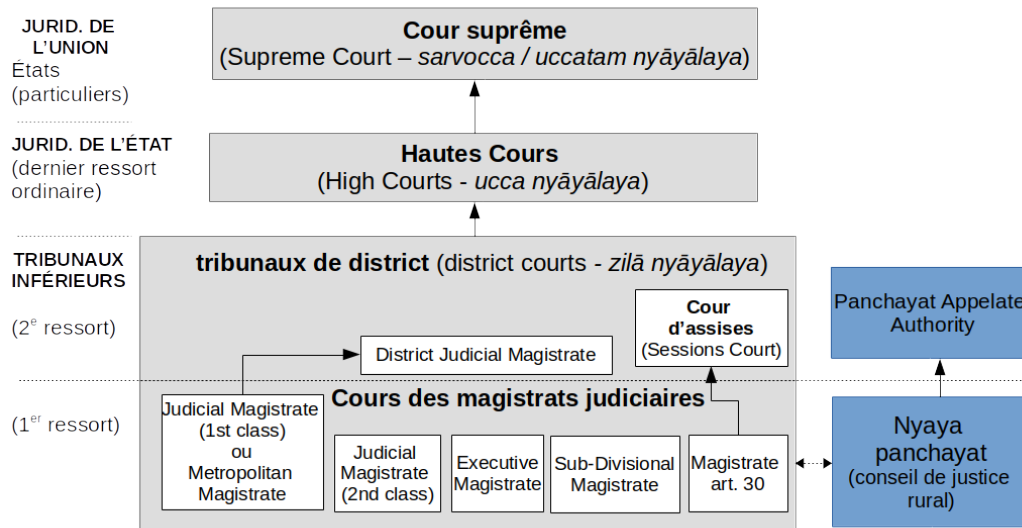 JURID. DE
L'UNION
États
(particuliers)
Cour suprême
(Supreme Court – sarvocca / uccatam nyāyālaya)
JURID. DE L'ÉTAT
(dernier ressort
ordinaire)
Hautes Cours
(High Courts - ucca nyāyālaya)
TRIBUNAUX
INFÉRIEURS
(2e ressort)
tribunaux de district (district courts - zilā nyāyālaya)
Cour
d'assises
(Sessions Court)
District Judicial Magistrate
Panchayat Appelate
Authority
(1er ressort)
Cours des magistrats judiciaires
Judicial Magistrate
(1st class)
ou
Metropolitan
Magistrate
Judicial
Magistrate
(2nd class)
Executive
Magistrate
Sub-Divisional
Magistrate
Magistrate
art. 30
Nyaya
panchayat
(conseil de justice
rural)